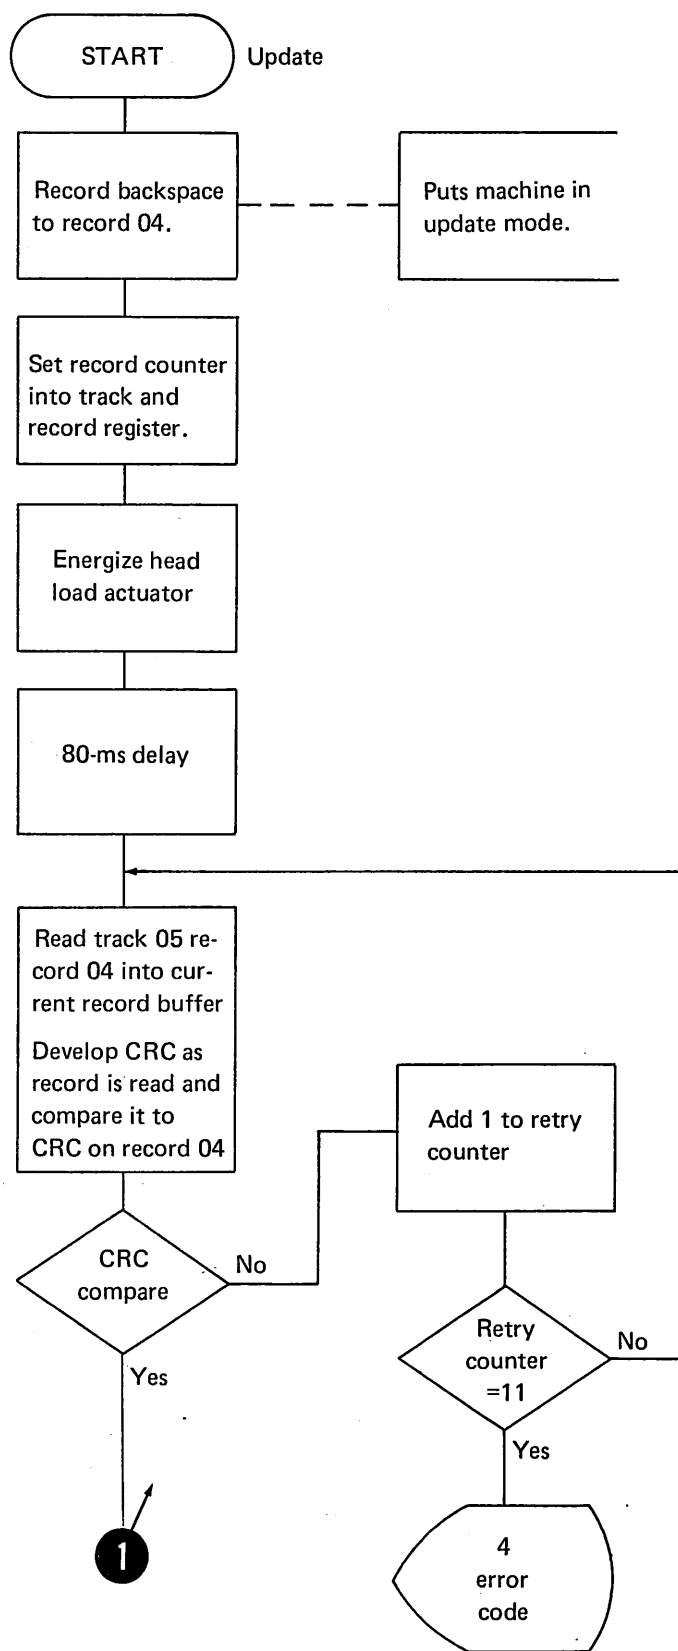 START
Update
Record backspace
to record 04.
Puts machine in
update mode.
Set record counter
into track and
record register.
Energize head
load actuator
80-ms delay
Read track 05 re-
cord 04 into cur-
rent record buffer
Develop CRC as
record is read and
compare it to
CRC on record 04
Add 1 to retry
counter
CRC
compare
No
Yes
Retry
counter
=11
No
Yes
1
4
error
code